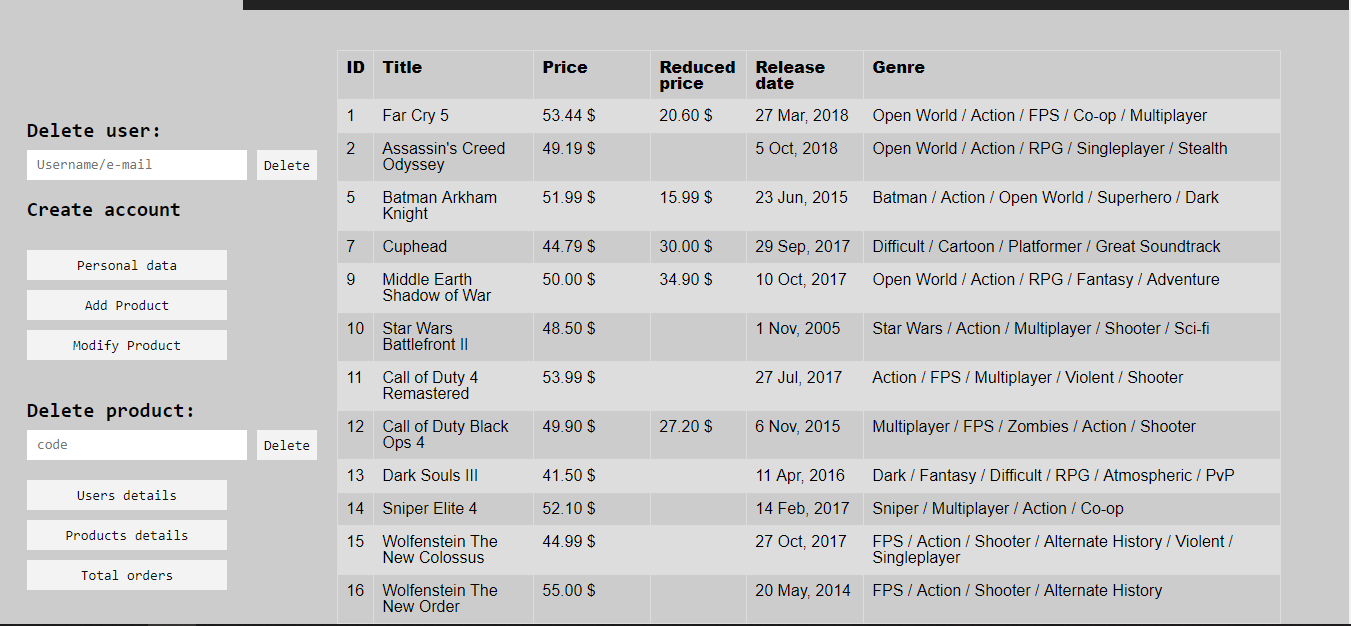 Delete user:
Username/e-mail Delete
Create account
Personal data
Add Product
Modify Product
Delete product:
code Delete
Users details
Products details
Total orders
ID Title Price Reduced price Release date Genre
1 Far Cry 5 53.44 $ 20.60 $ 27 Mar, 2018 Open World / Action / FPS / Co-op / Multiplayer
2 Assassin's Creed 49.19 $ 5 Oct, 2018 Open World / Action / RPG / Singleplayer / Stealth
Odyssey
5 Batman Arkham 51.99 $ 15.99 $ 23 Jun, 2015 Batman / Action / Open World / Superhero / Dark
Knight
7 Cuphead 44.79 $ 30.00 $ 29 Sep, 2017 Difficult / Cartoon / Platformer / Great Soundtrack
9 Middle Earth 50.00 $ 34.90 $ 10 Oct, 2017 Open World / Action / RPG / Fantasy / Adventure
Shadow of War
10 Star Wars 48.50 $ 1 Nov, 2005 Star Wars / Action / Multiplayer / Shooter / Sci-fi
Battlefront II
11 Call of Duty 4 53.99 $ 27 Jul, 2017 Action / FPS / Multiplayer / Violent / Shooter
Remastered
12 Call of Duty Black 49.90 $ 27.20 $ 6 Nov, 2015 Multiplayer / FPS / Zombies / Action / Shooter
Ops 4
13 Dark Souls III 41.50 $ 11 Apr, 2016 Dark / Fantasy / Difficult / RPG / Atmospheric / PvP
14 Sniper Elite 4 52.10 $ 14 Feb, 2017 Sniper / Multiplayer / Action / Co-op
15 Wolfenstein The 44.99 $ 27 Oct, 2017 FPS / Action / Shooter / Alternate History / Violent /
New Colossus Singleplayer
16 Wolfenstein The 55.00 $ 20 May, 2014 FPS / Action / Shooter / Alternate History
New Order